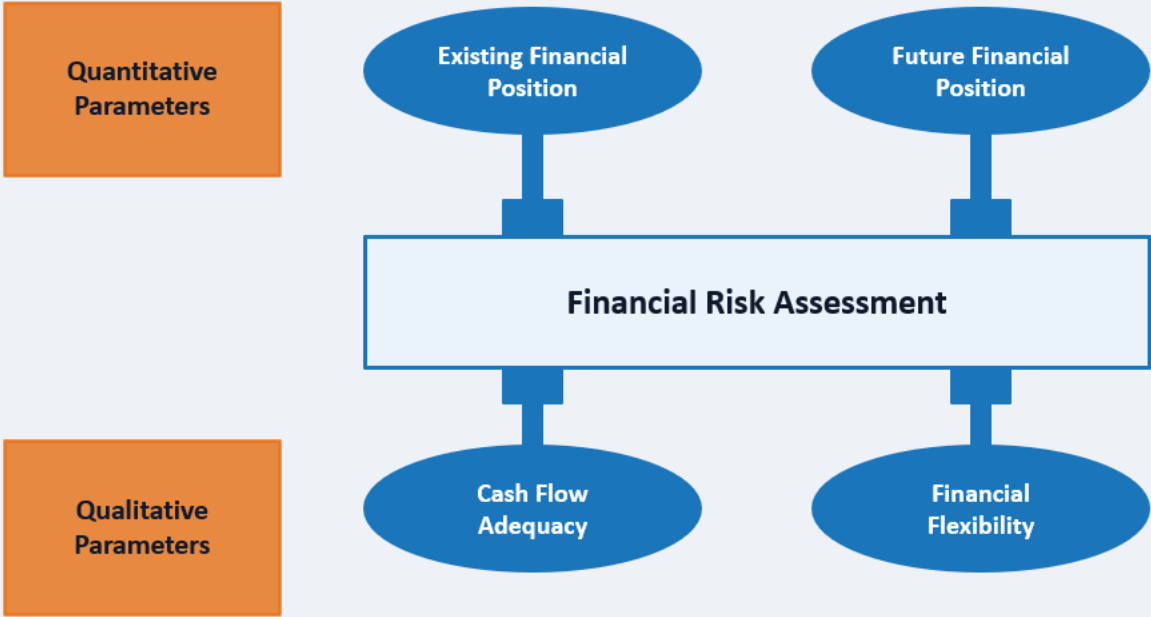 Quantitative
Parameters
Existing Financial
Position
Future Financial
Position
Financial Risk Assessment
Qualitative
Parameters
Cash Flow
Adequacy
Financial
Flexibility